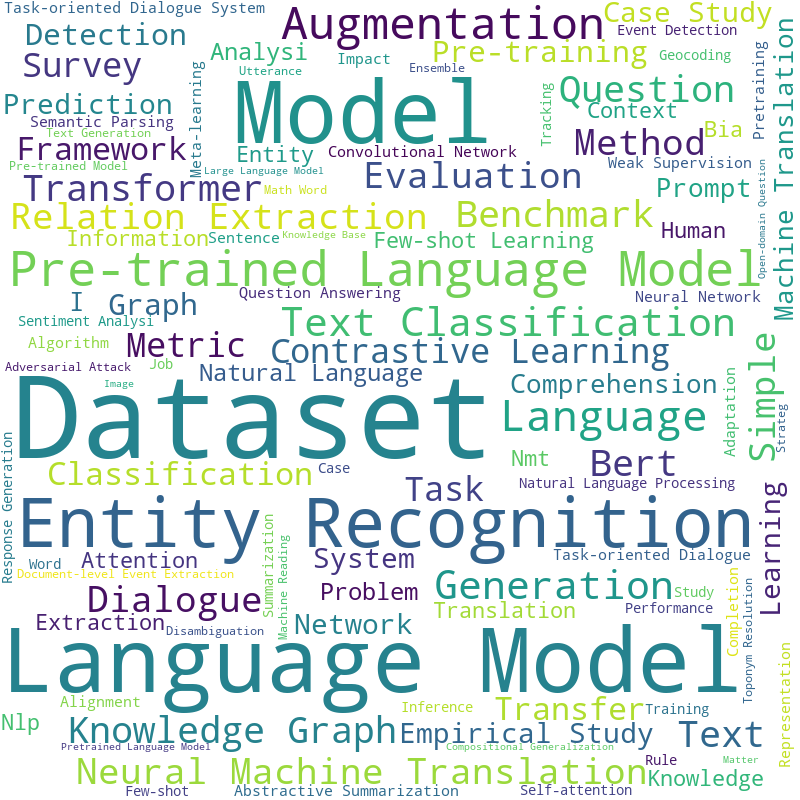 Task-oriented Dialogue System
Augmentation
Case Study
Detection
Event Detection
Survey
Analysi
Impact
Pre-training
Geocoding
Utterance
Ensemble
Model
Question
Prediction
Meta-learning
Tracking
Context
Pretraining
Machine Translation
Semantic Parsing
Text Generation
Method
Bia
Framework
Entity
Convolutional Network
Weak Supervision
Pre-trained Model
Large Language Model
Evaluation
Open-domain Question
Transformer
Math Word
Prompt
Relation Extraction
Benchmark
Information
Sentence
Knowledge Base
Few-shot Learning
Human
Pre-trained Language Model
I
Graph
Question Answering
Neural Network
Sentiment Analysi
Text Classification
Algorithm
Metric
Contrastive Learning
Simple
Adversarial Attack
Job
Natural Language
Image
Comprehension
Adaptation
Strateg
Dataset
Language
Response Generation
Classification
Case
Nmt
Bert
Task
Natural Language Processing
Learning
Entity Recognition
Word
Attention
Summarization
Machine Reading
System
Task-oriented Dialogue
Document-level Event Extraction
Dialogue
Problem
Generation
Study
Completion
Toponym Resolution
Extraction
Disambiguation
Network
Translation
Performance
Language Model
Representation
Alignment
Inference
Transfer
Training
Nlp
Knowledge Graph
Empirical Study
Text
Pretrained Language Model
Compositional Generalization
Neural Machine Translation
Rule
Matter
Knowledge
Few-shot
Abstractive Summarization
Self-attention